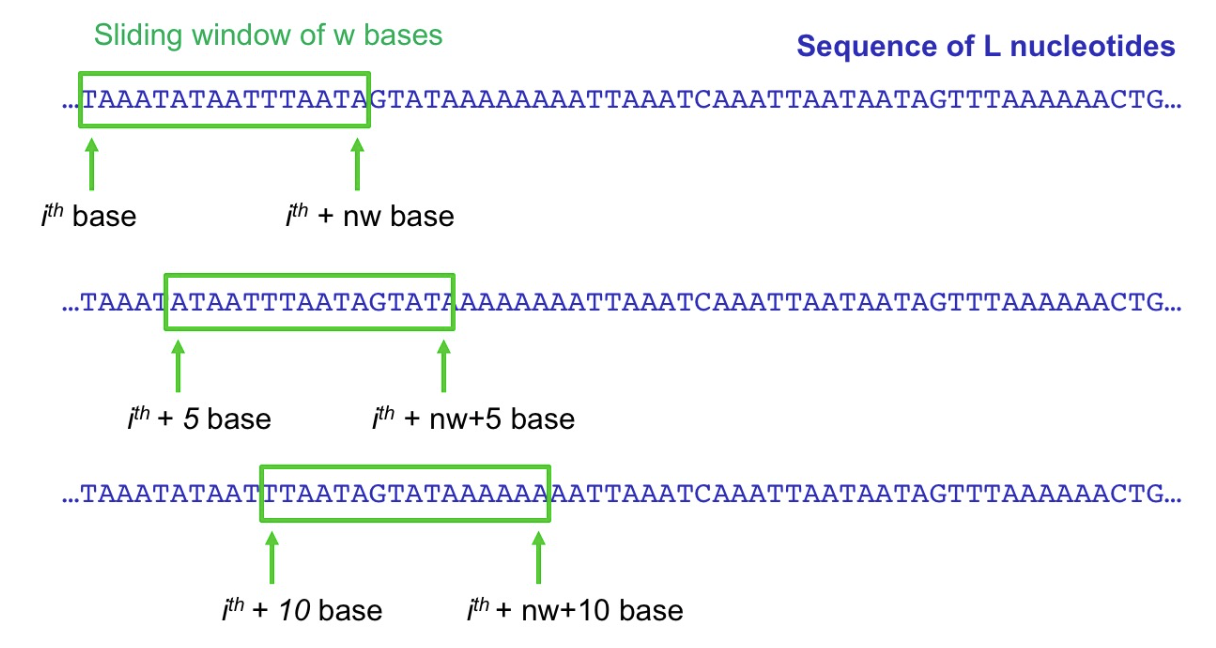 Sliding window of w bases
Sequence of L nucleotides
…TAAATATAATTTAATAGTATAAAAAAAATTAAATCAAATTAATAATAGTTTAAAAAACTG…
iᵗʰ base iᵗʰ + nw base
…TAAATATAATTTAATAGTATAAAAAAAATTAAATCAAATTAATAATAGTTTAAAAAACTG…
iᵗʰ + 5 base iᵗʰ + nw+5 base
…TAAATATAATTTAATAGTATAAAAAAAATTAAATCAAATTAATAATAGTTTAAAAAACTG…
iᵗʰ + 10 base iᵗʰ + nw+10 base